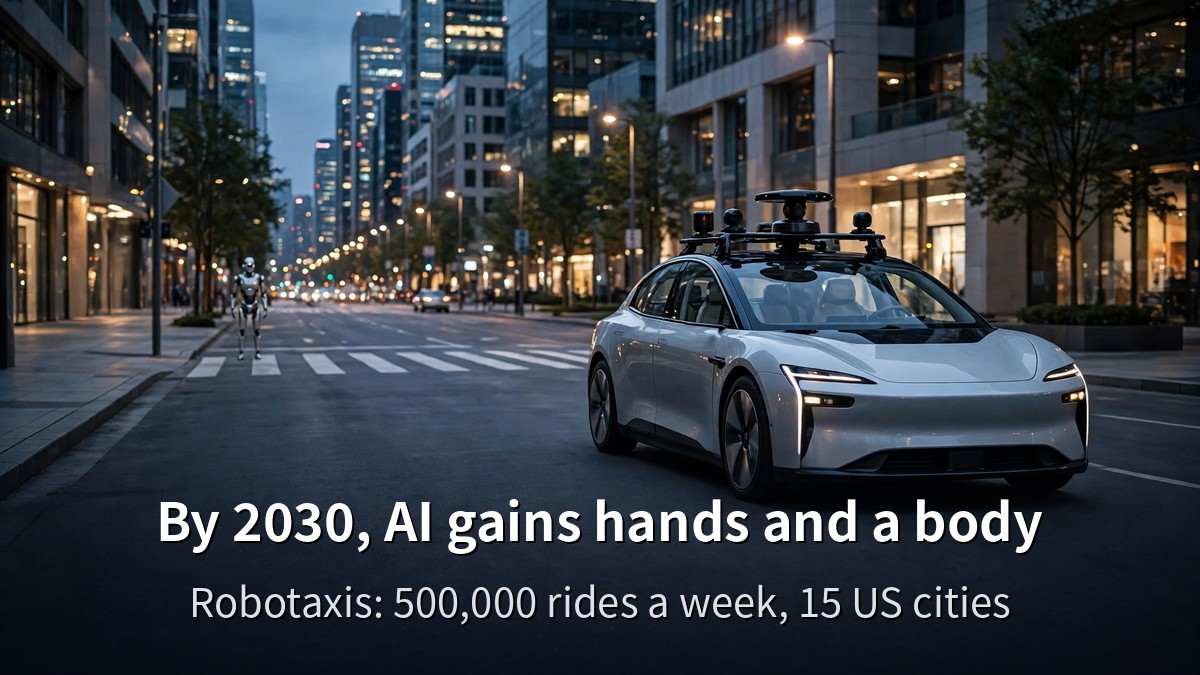 By 2030, AI gains hands and a body
Robotaxis: 500,000 rides a week, 15 US cities